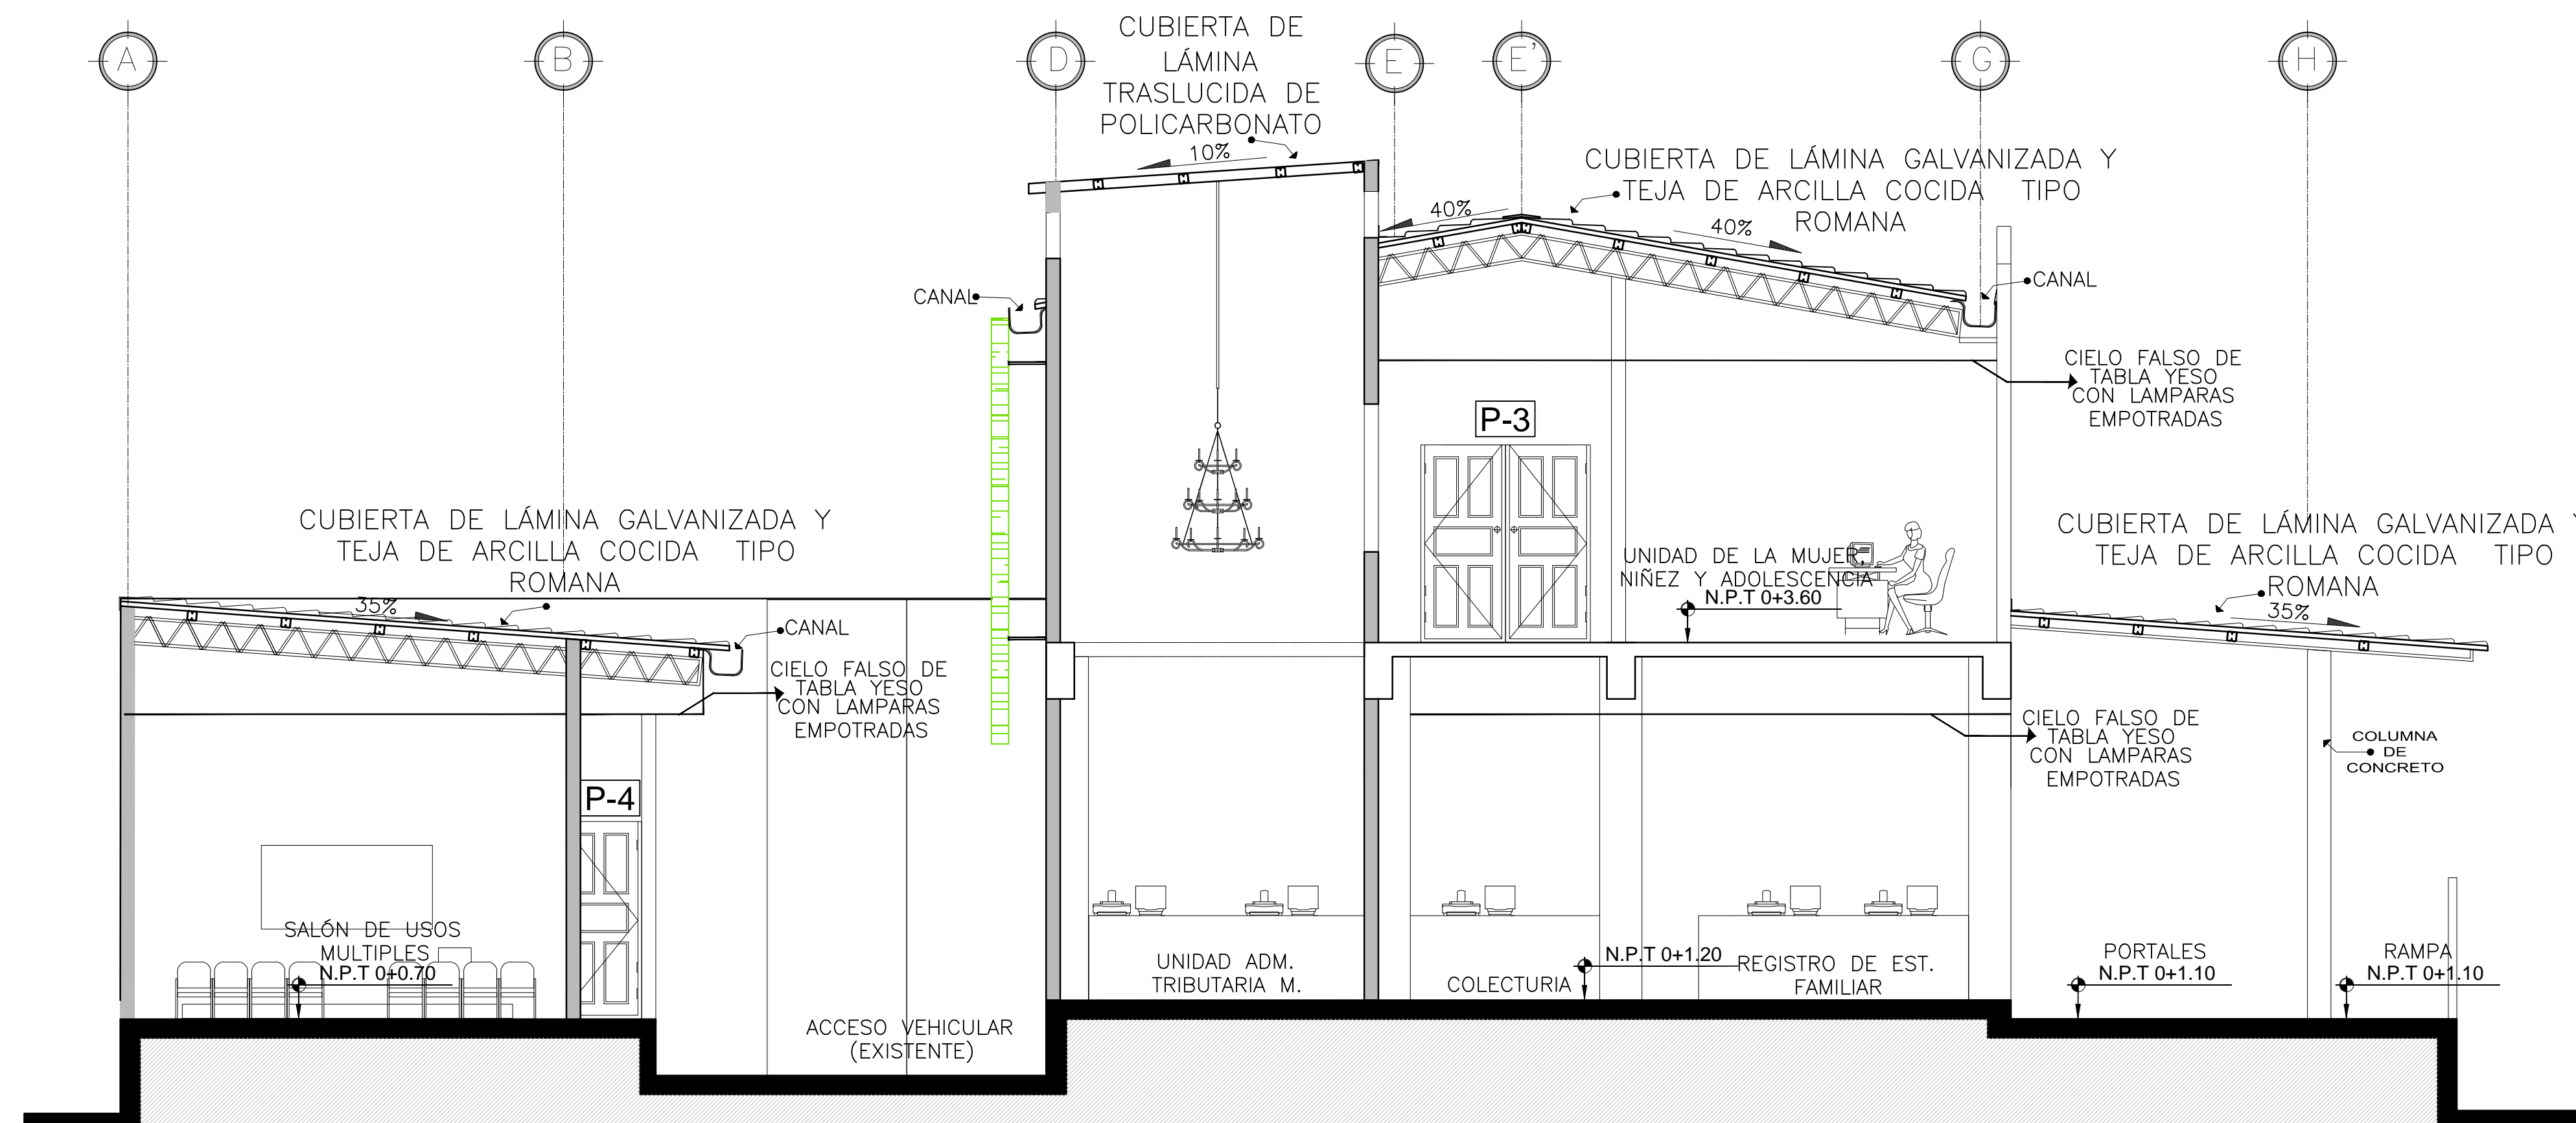 A
B
D
E
E'
G
H
CUBIERTA DE
LÁMINA
TRASLUCIDA DE
POLICARBONATO
10%
CUBIERTA DE LÁMINA GALVANIZADA Y
TEJA DE ARCILLA COCIDA TIPO
ROMANA
40%
40%
CANAL
CANAL
CIELO FALSO DE
TABLA YESO
CON LAMPARAS
EMPOTRADAS
P-3
CUBIERTA DE LÁMINA GALVANIZADA Y
TEJA DE ARCILLA COCIDA TIPO
ROMANA
35%
CANAL
CIELO FALSO DE
TABLA YESO
CON LAMPARAS
EMPOTRADAS
UNIDAD DE LA MUJER,
NIÑEZ Y ADOLESCENCIA
N.P.T 0+3.60
CUBIERTA DE LÁMINA GALVANIZADA
TEJA DE ARCILLA COCIDA TIPO
ROMANA
35%
CIELO FALSO DE
TABLA YESO
CON LAMPARAS
EMPOTRADAS
COLUMNA
DE
CONCRETO
P-4
SALÓN DE USOS
MULTIPLES
N.P.T 0+0.70
ACCESO VEHICULAR
(EXISTENTE)
UNIDAD ADM.
TRIBUTARIA M.
COLECTURIA
N.P.T 0+1.20
REGISTRO DE EST.
FAMILIAR
PORTALES
N.P.T 0+1.10
RAMPA
N.P.T 0+1.10